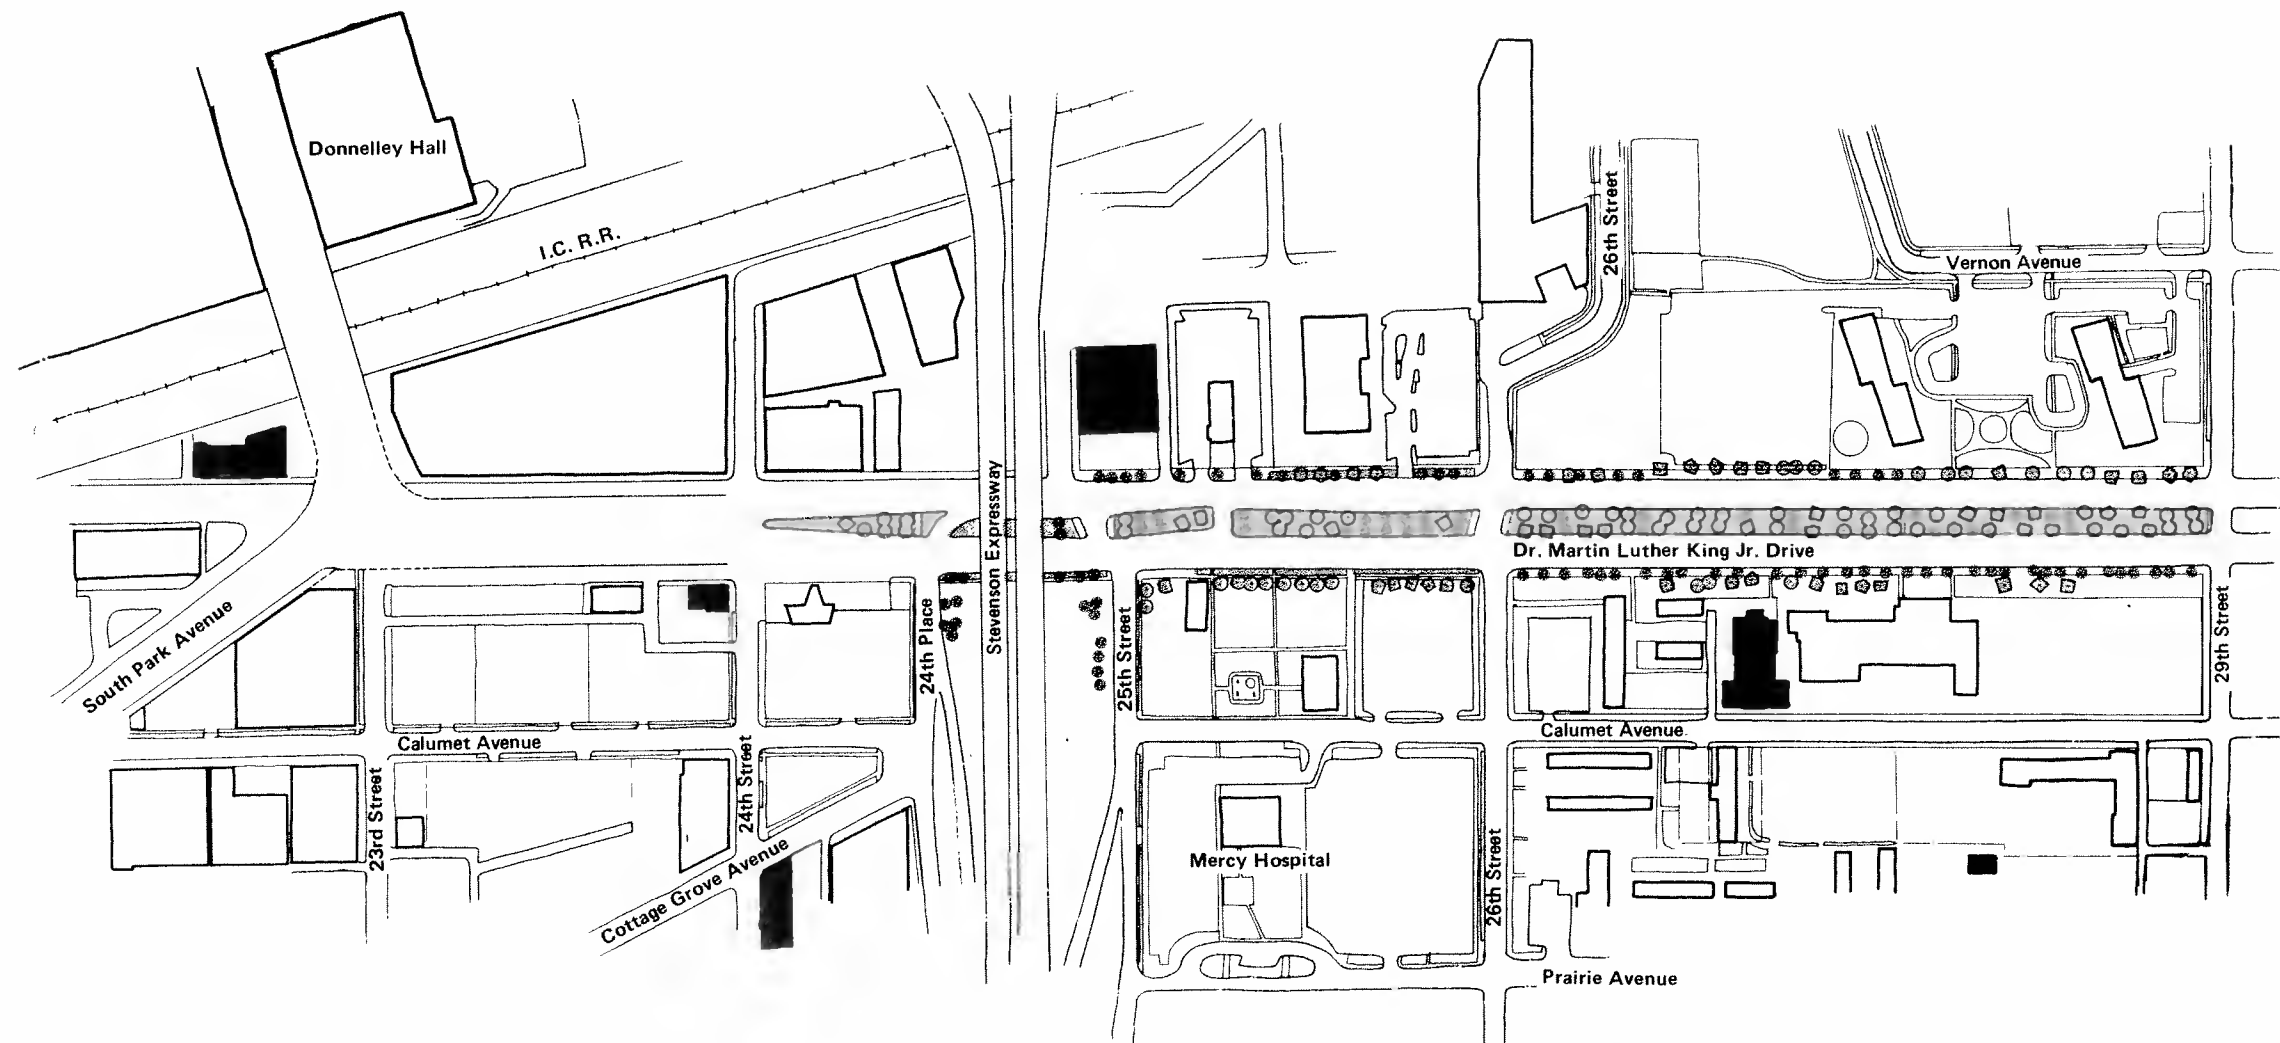 Donnelley Hall
I.C. R.R.
26th Street
Vernon Avenue
Stevenson Expressway
Dr. Martin Luther King Jr. Drive
South Park Avenue
24th Place
25th Street
29th Street
Calumet Avenue
Calumet Avenue
23rd Street
24th Street
Cottage Grove Avenue
Mercy Hospital
26th Street
Prairie Avenue